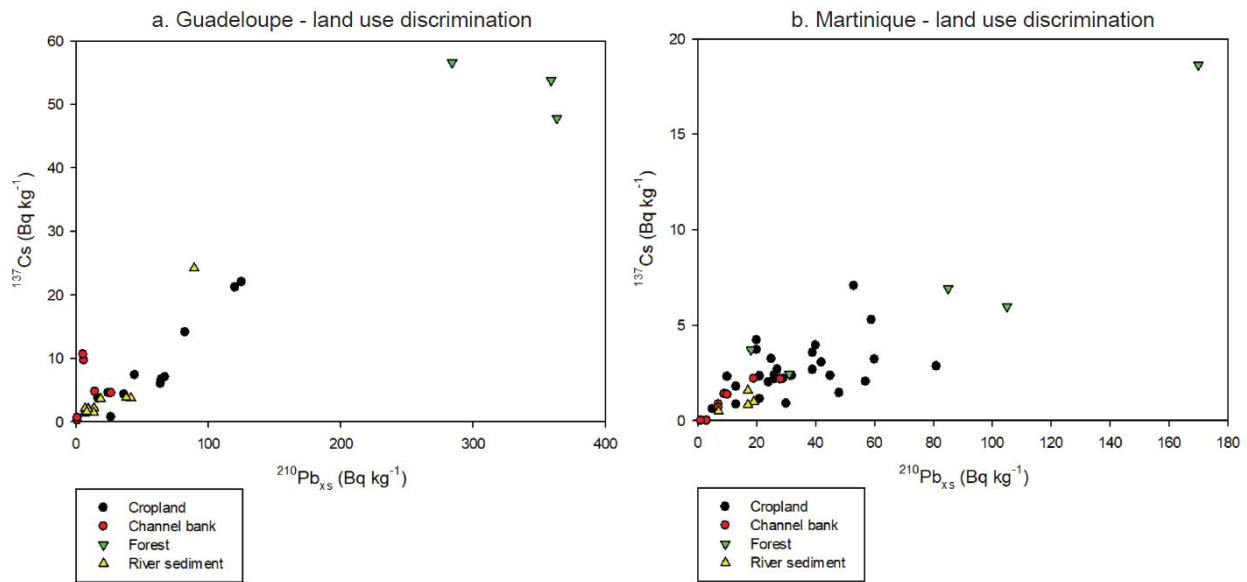 a. Guadeloupe - land use discrimination
60
50
40
30
20
10
0
137Cs (Bq kg-1)
0 100 200 300 400
210Pbxs (Bq kg-1)
Cropland
Channel bank
Forest
River sediment
b. Martinique - land use discrimination
20
15
10
5
0
137Cs (Bq kg-1)
0 20 40 60 80 100 120 140 160 180
210Pbxs (Bq kg-1)
Cropland
Channel bank
Forest
River sediment